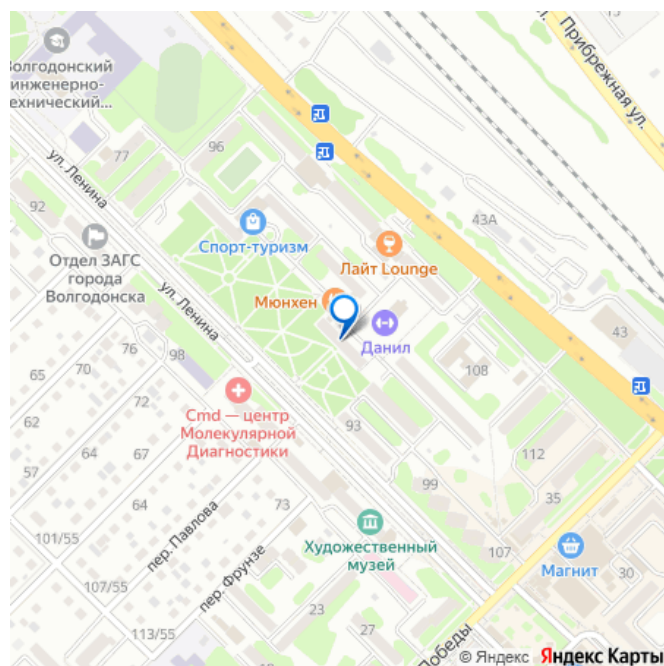 15
л. Прибрежная ул.
Волгодонский
инженерно-
технический...
ул. Ленина
77
96
92
43А
Отдел ЗАГС
города
Волгодонска
Спорт-туризм
Лайт Lounge
Мюнхен
ул. Ленина
Данил
43
70
76
98
65
72
108
62
Cmd — центр
Молекулярной
Диагностики
57
64
67
93
112
99
35
64
73
101/55
пер. Павлова
Художественный
музей
107
Магнит
30
107/55
пер. Фрунзе
23
27
113/55
Победы
© Яндекс Яндекс Карты